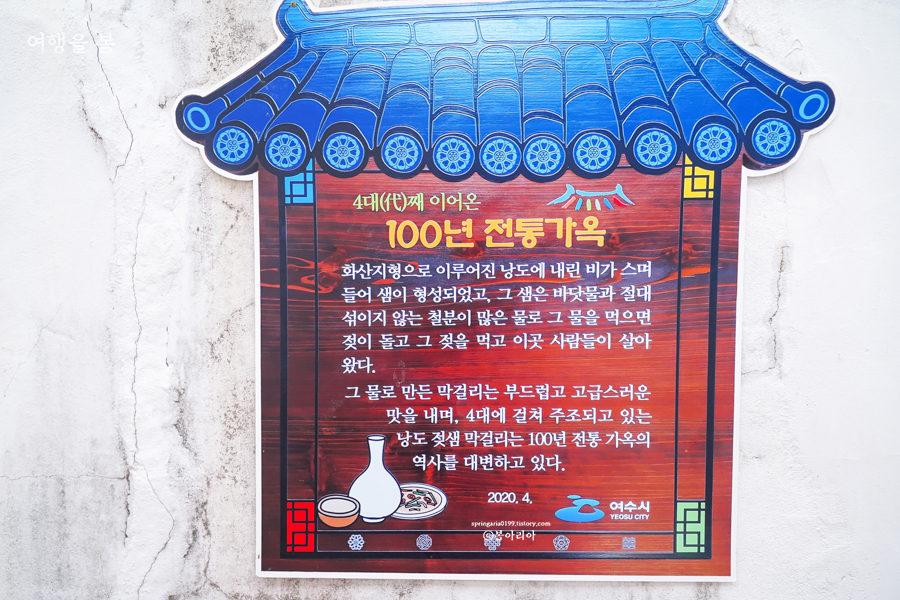 여행을 봄
4대(代)째 이어온
100년 전통가옥
화산지형으로 이루어진 낭도에 내린 비가 스며
들어 샘이 형성되었고, 그 샘은 바닷물과 절대
섞이지 않는 철분이 많은 물로 그 물을 먹으면
젖이 돌고 그 젖을 먹고 이곳 사람들이 살아
왔다.
그 물로 만든 막걸리는 부드럽고 고급스러운
맛을 내며, 4대에 걸쳐 주조되고 있는
낭도 젖샘 막걸리는 100년 전통 가옥의
역사를 대변하고 있다.
2020. 4.
여수시
YEOSU CITY
springaria0199.tistory.com
@봄아리아